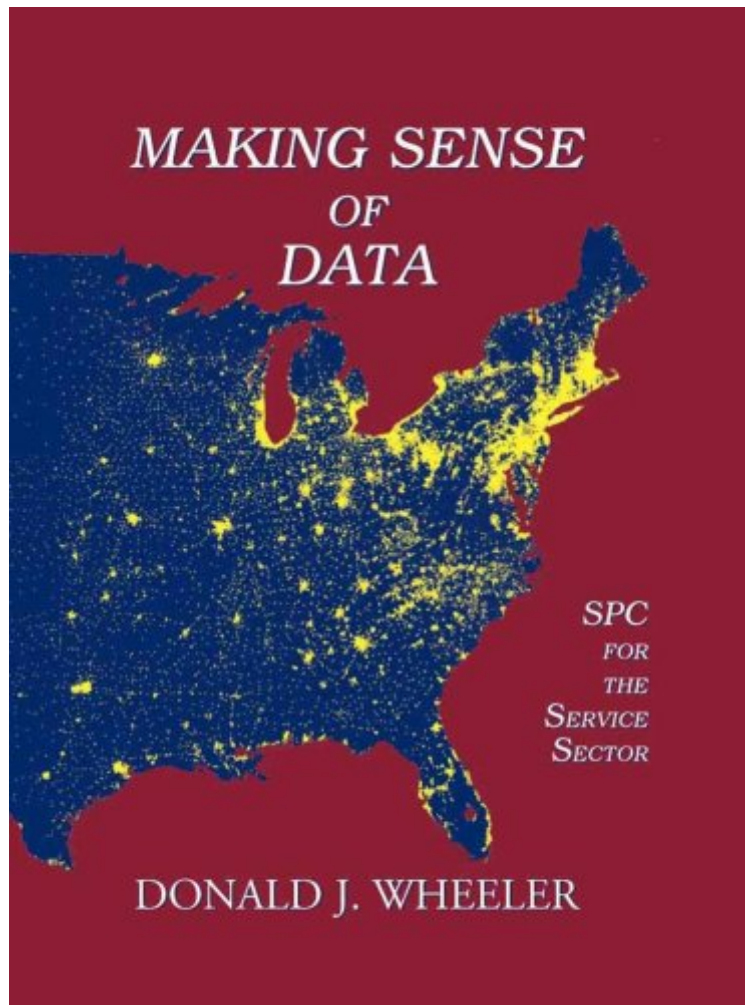 MAKING SENSE
OF
DATA
SPC
FOR
THE
SERVICE
SECTOR
DONALD J. WHEELER